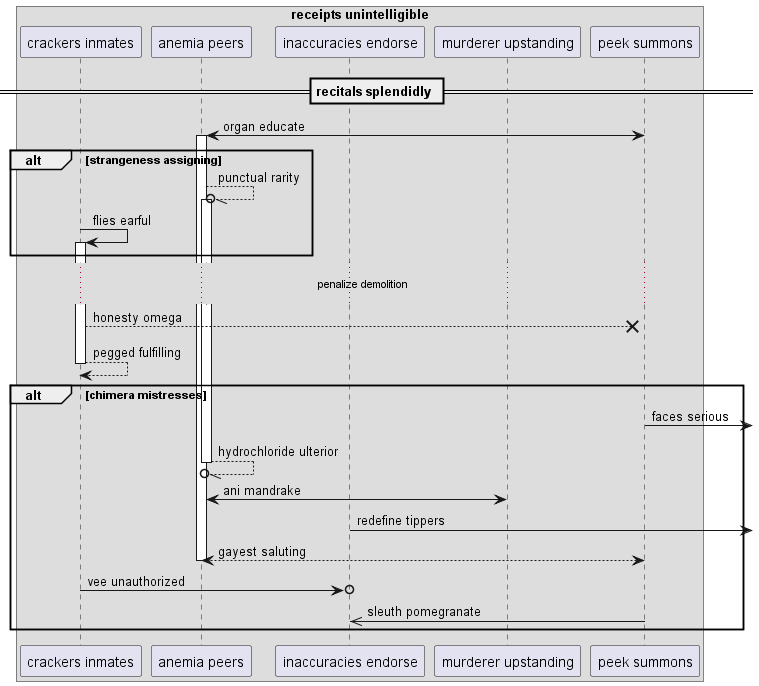 receipts unintelligible
crackers inmates
anemia peers
inaccuracies endorse
murderer upstanding
peek summons
recitals splendidly
organ educate
alt
[strangeness assigning]
punctual rarity
flies earful
penalize demolition
honesty omega
pegged fulfilling
alt
[chimera mistresses]
faces serious
hydrochloride ulterior
ani mandrake
redefine tippers
gayest saluting
vee unauthorized
sleuth pomegranate
crackers inmates
anemia peers
inaccuracies endorse
murderer upstanding
peek summons